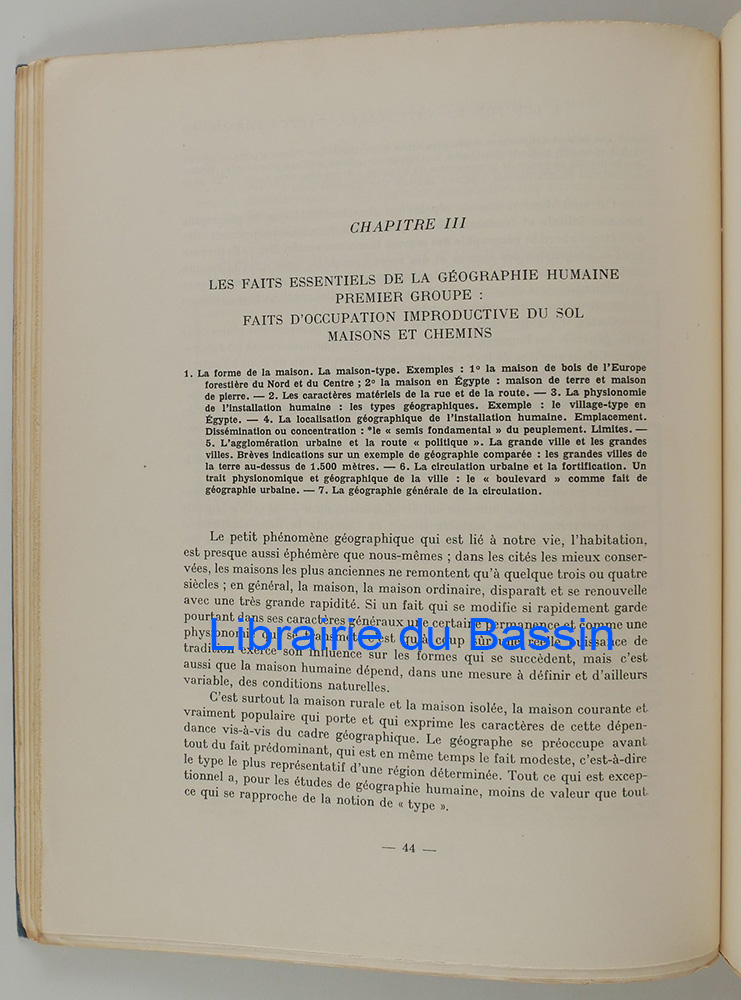 CHAPITRE III
LES FAITS ESSENTIELS DE LA GÉOGRAPHIE HUMAINE
PREMIER GROUPE :
FAITS D'OCCUPATION IMPRODUCTIVE DU SOL
MAISONS ET CHEMINS
1. La forme de la maison. La maison-type. Exemples : 1º la maison de bois de l'Europe
forestière du Nord et du Centre ; 2º la maison en Égypte : maison de terre et maison
de pierre. — 2. Les caractères matériels de la rue et de la route. — 3. La physionomie
de l'installation humaine : les types géographiques. Exemple : le village-type en
Égypte. — 4. La localisation géographique de l'installation humaine. Emplacement.
Dissémination ou concentration : *le « semis fondamental » du peuplement. Limites. —
5. L'agglomération urbaine et la route « politique ». La grande ville et les grandes
villes. Brèves indications sur un exemple de géographie comparée : les grandes villes de
la terre au-dessus de 1.500 mètres. — 6. La circulation urbaine et la fortification. Un
trait physionomique et géographique de la ville : le « boulevard » comme fait de
géographie urbaine. — 7. La géographie générale de la circulation.
Le petit phénomène géographique qui est lié à notre vie, l'habitation,
est presque aussi éphémère que nous-mêmes ; dans les cités les mieux conser-
vées, les maisons les plus anciennes ne remontent qu'à quelque trois ou quatre
siècles ; en général, la maison, la maison ordinaire, disparaît et se renouvelle
avec une très grande rapidité. Si un fait qui se modifie si rapidement garde
pourtant dans ses caractères généraux une certaine permanence et comme une
physionomie qui se transmet, c'est qu'à coup sûr une réelle puissance de
Librairie du Bassin
tradition exerce son influence sur les formes qui se succèdent, mais c'est
aussi que la maison humaine dépend, dans une mesure à définir et d'ailleurs
variable, des conditions naturelles.
C'est surtout la maison rurale et la maison isolée, la maison courante et
vraiment populaire qui porte et qui exprime les caractères de cette dépen-
dance vis-à-vis du cadre géographique. Le géographe se préoccupe avant
tout du fait prédominant, qui est en même temps le fait modeste, c'est-à-dire
le type le plus représentatif d'une région déterminée. Tout ce qui est excep-
tionnel a, pour les études de géographie humaine, moins de valeur que tout
ce qui se rapproche de la notion de « type ».
— 44 —